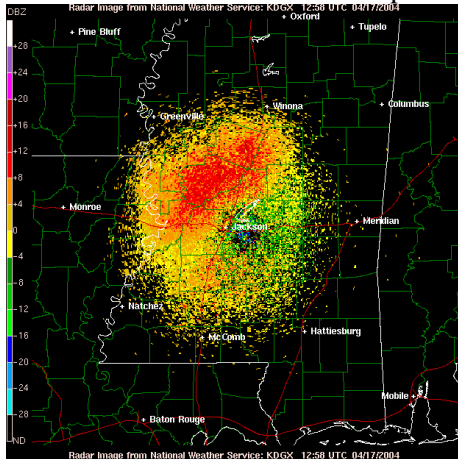 DBZ
Radar Image from National Weather Service: KDGX 12:58 UTC 04/17/2004
Oxford
Pine Bluff
Tupelo
+28
+24
+20
+16
+12
+8
+4
0
-4
-8
-12
-16
-20
-24
-28
ND
Winona
Columbus
Greenville
Monroe
Jackson
Meridian
Natchez
McComb
Hattiesburg
Mobile
Baton Rouge
Radar Image from National Weather Service: KDGX 12:58 UTC 04/17/2004